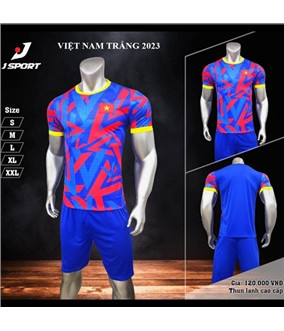 J SPORT
VIỆT NAM TRẮNG 2023
Size
S
M
L
XL
XXL
Giá: 120.000 VNĐ
Thun lạnh cao cấp